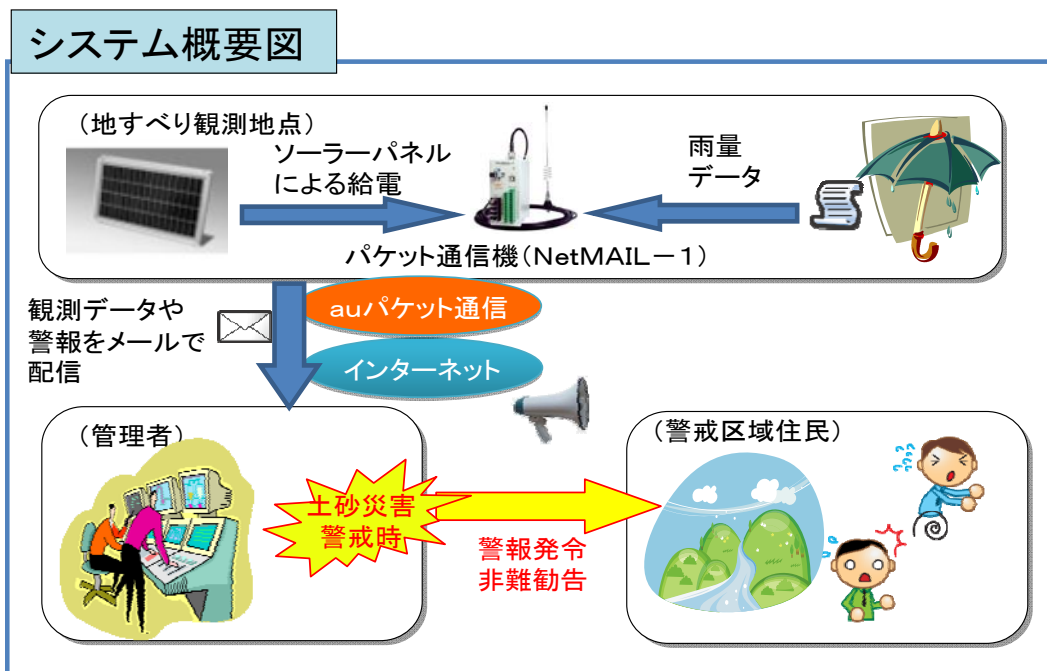 システム概要図
（地すべり観測地点）
ソーラーパネル
による給電
雨量
データ
パケット通信機（NetMAIL－1）
観測データや
警報をメールで
配信
auパケット通信
インターネット
（管理者）
土砂災害
警戒時
警報発令
非難勧告
（警戒区域住民）